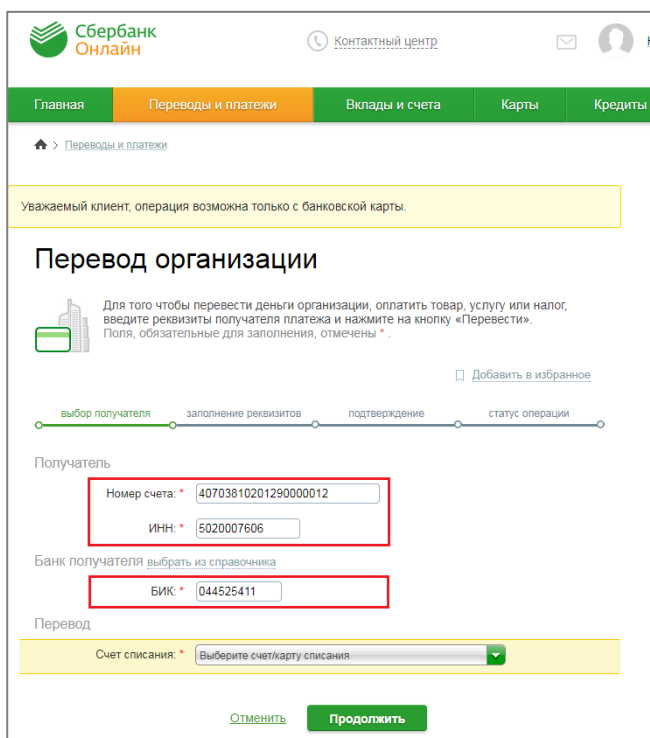 Сбербанк
Онлайн
Контактный центр
Главная Переводы и платежи Вклады и счета Карты Кредиты
> Переводы и платежи
Уважаемый клиент, операция возможна только с банковской карты.
Перевод организации
Для того чтобы перевести деньги организации, оплатить товар, услугу или налог,
введите реквизиты получателя платежа и нажмите на кнопку «Перевести».
Поля, обязательные для заполнения, отмечены * .
Добавить в избранное
выбор получателя заполнение реквизитов подтверждение статус операции
Получатель
Номер счета: * 40703810201290000012
ИНН: * 5020007606
Банк получателя выбрать из справочника
БИК: * 044525411
Перевод
Счет списания: * Выберите счет/карту списания
Отменить Продолжить